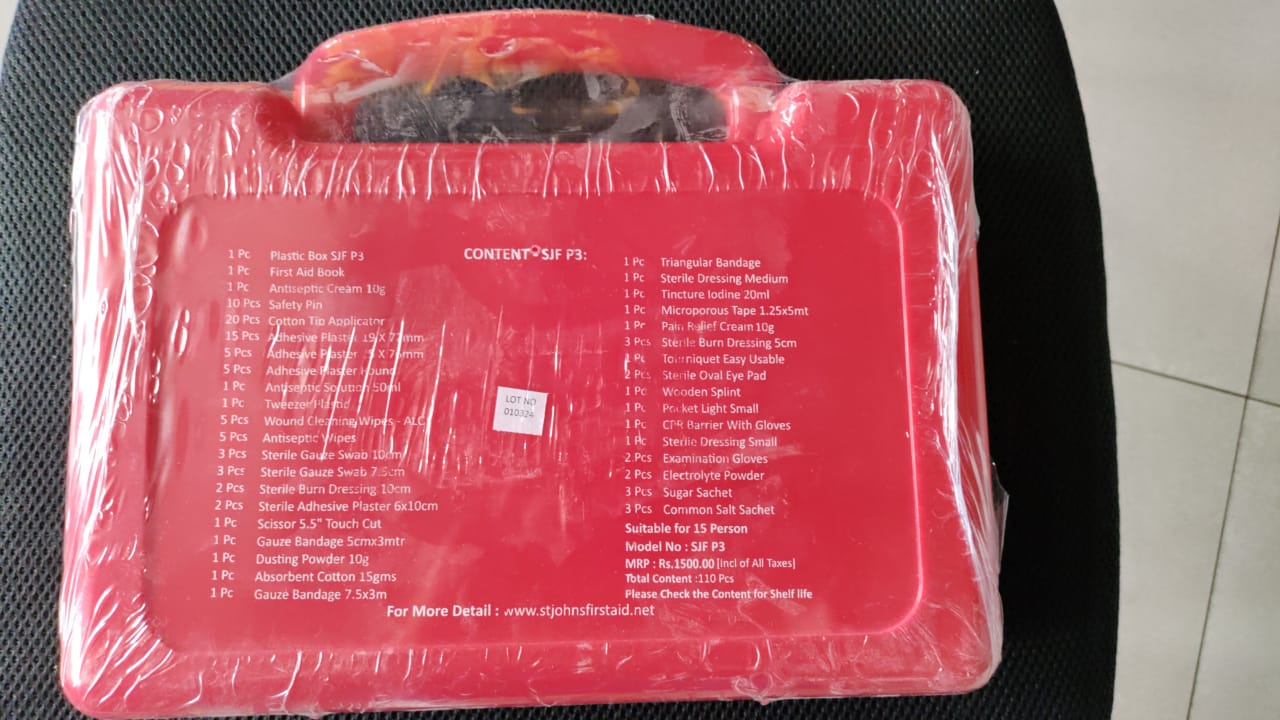 CONTENT - SJF P3:
1 Pc Plastic Box SJF P3
1 Pc First Aid Book
1 Pc Antiseptic Cream 10g
10 Pcs Safety Pin
20 Pcs Cotton Tip Applicator
15 Pcs Adhesive Plaster 19 X 72mm
5 Pcs Adhesive Plaster X mm
5 Pcs Adhesive Plaster Round
1 Pc Antiseptic Solution 50ml
1 Pc Tweezer Plastic
5 Pcs Wound Cleaning Wipes - ALC
5 Pcs Antiseptic Wipes
3 Pcs Sterile Gauze Swab 10cm
3 Pcs Sterile Gauze Swab 7.5cm
2 Pcs Sterile Burn Dressing 10cm
2 Pcs Sterile Adhesive Plaster 6x10cm
1 Pc Scissor 5.5" Touch Cut
1 Pc Gauze Bandage 5cmx3mtr
1 Pc Dusting Powder 10g
1 Pc Absorbent Cotton 15gms
1 Pc Gauze Bandage 7.5x3m
LOT NO
010324
1 Pc Triangular Bandage
1 Pc Sterile Dressing Medium
1 Pc Tincture Iodine 20ml
1 Pc Microporous Tape 1.25x5mt
1 Pc Pain Relief Cream 10g
3 Pcs Sterile Burn Dressing 5cm
1 Pc Tourniquet Easy Usable
2 Pcs Sterile Oval Eye Pad
1 Pc Wooden Splint
1 Pc Pocket Light Small
1 Pc CPR Barrier With Gloves
1 Pc Sterile Dressing Small
2 Pcs Examination Gloves
2 Pcs Electrolyte Powder
3 Pcs Sugar Sachet
3 Pcs Common Salt Sachet
Suitable for 15 Person
Model No : SJF P3
MRP : Rs.1500.00 [Incl of All Taxes]
Total Content :110 Pcs
Please Check the Content for Shelf life
For More Detail : www.stjohnsfirstaid.net